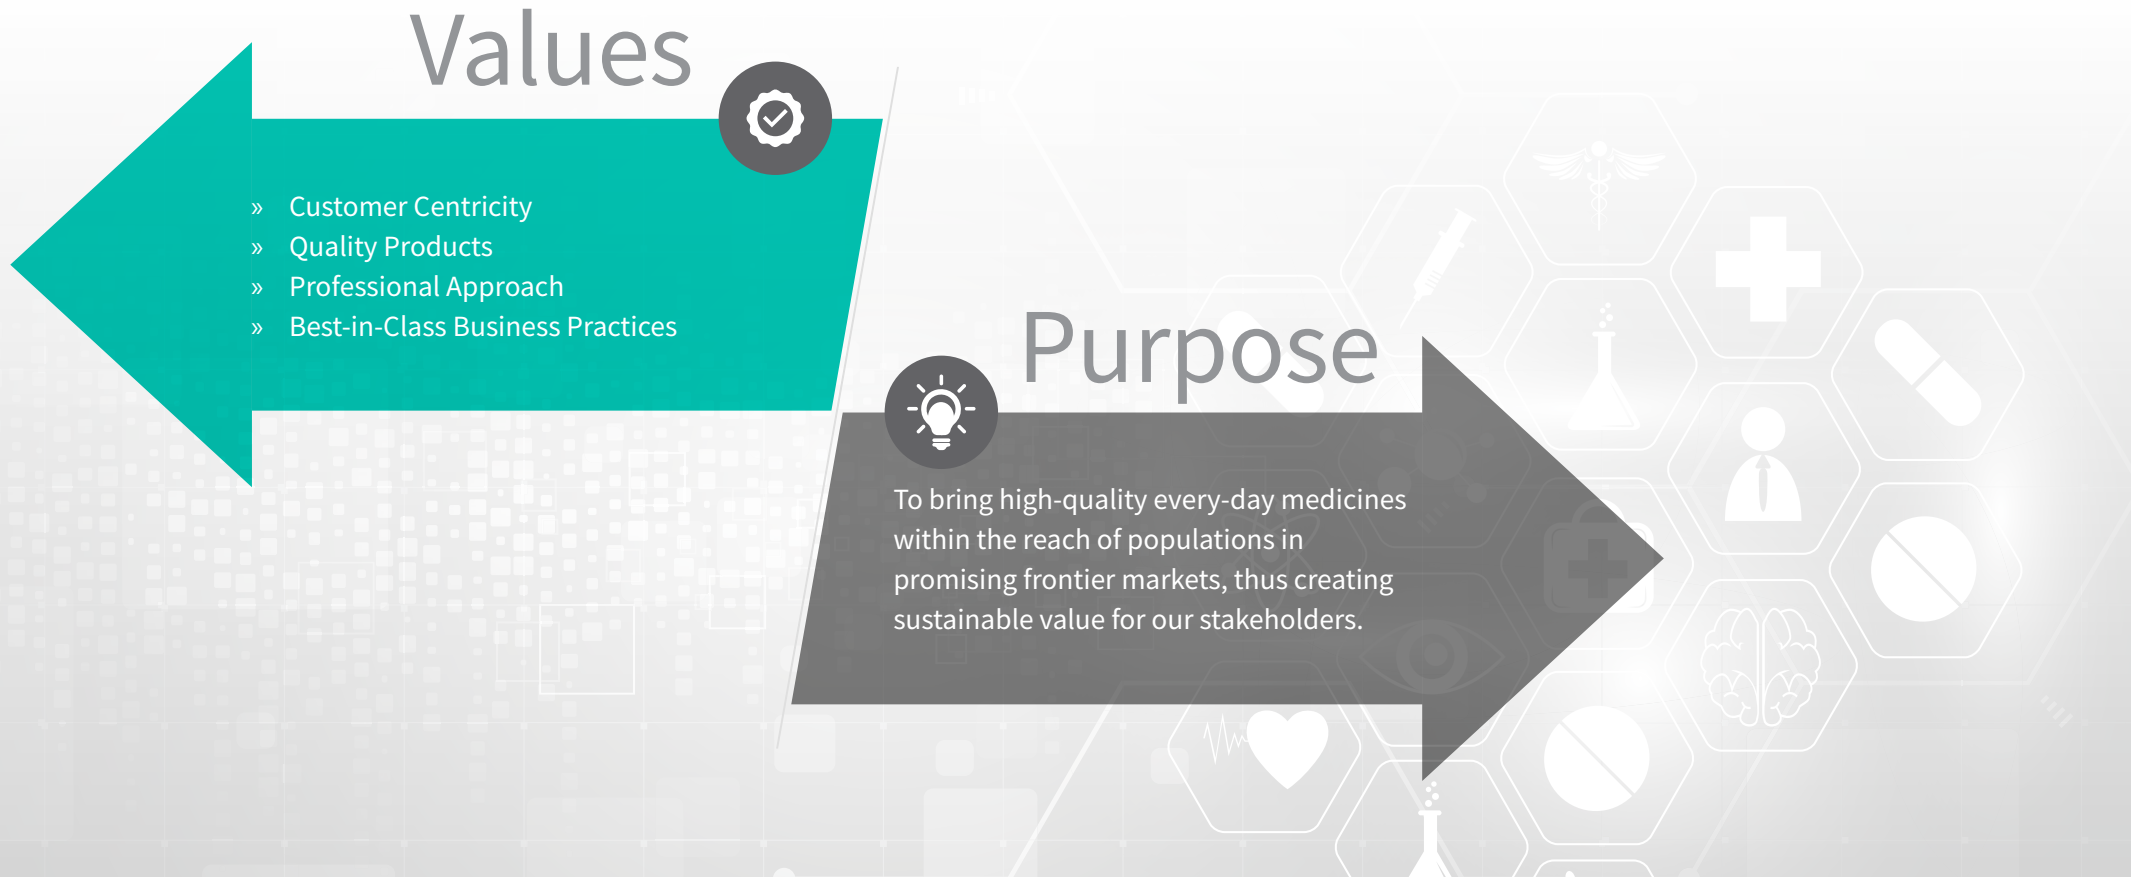 Values
» Customer Centricity
» Quality Products
» Professional Approach
» Best-in-Class Business Practices
Purpose
To bring high-quality every-day medicines
within the reach of populations in
promising frontier markets, thus creating
sustainable value for our stakeholders.